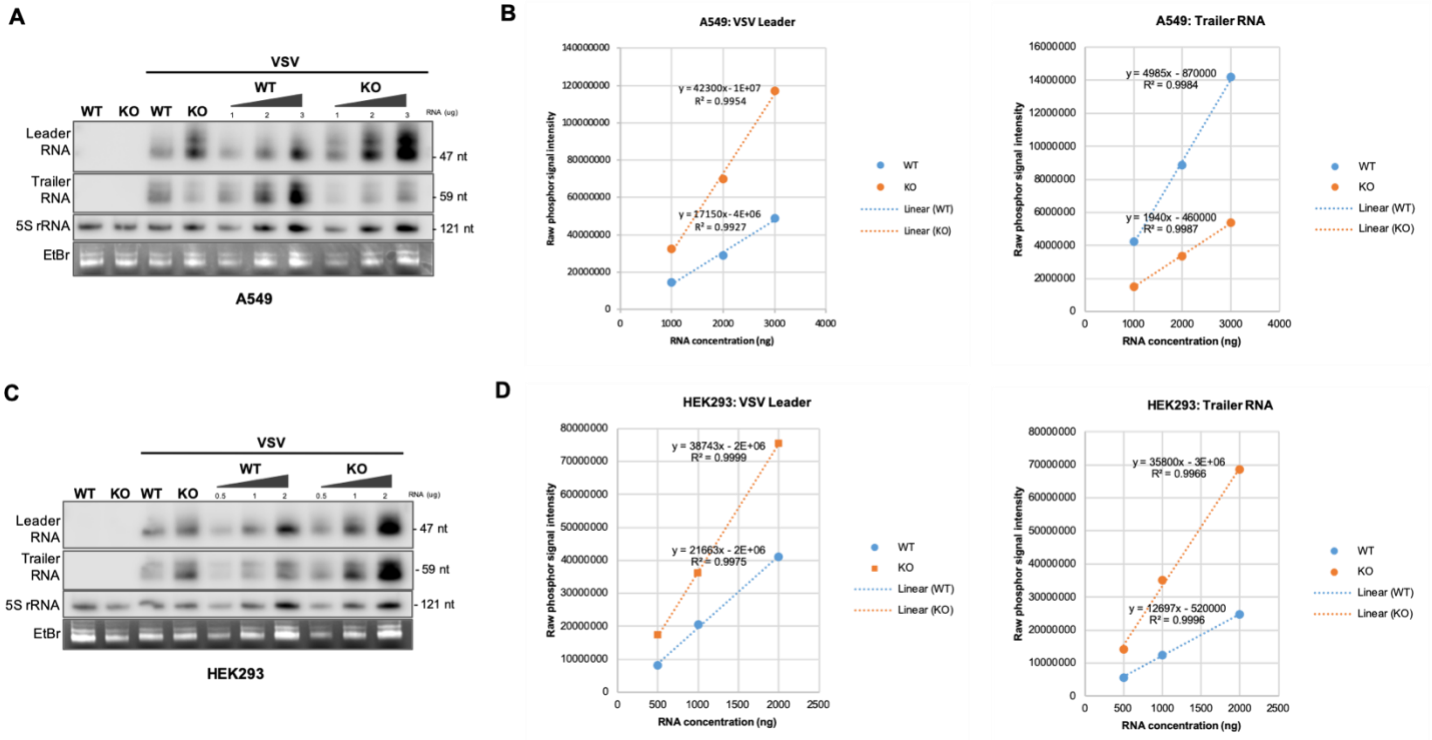 A
VSV
WT
KO
WT KO WT KO 1 2 3 1 2 3 RNA (ug)
Leader
RNA
47 nt
Trailer
RNA
59 nt
5S rRNA
121 nt
EtBr
A549
B
A549: VSV Leader
140000000
120000000
100000000
80000000
60000000
40000000
20000000
0
Raw phosphor signal intensity
y = 42300x - 1E+07
R² = 0.9954
y = 17150x - 4E+06
R² = 0.9927
0 1000 2000 3000 4000
RNA concentration (ng)
WT
KO
Linear (WT)
Linear (KO)
A549: Trailer RNA
16000000
14000000
12000000
10000000
8000000
6000000
4000000
2000000
0
Raw phosphor signal intensity
y = 4985x - 870000
R² = 0.9984
y = 1940x - 460000
R² = 0.9987
0 1000 2000 3000 4000
RNA concentration (ng)
WT
KO
Linear (WT)
Linear (KO)
C
VSV
WT
KO
WT KO WT KO 0.5 1 2 0.5 1 2 RNA (ug)
Leader
RNA
47 nt
Trailer
RNA
59 nt
5S rRNA
121 nt
EtBr
HEK293
D
HEK293: VSV Leader
80000000
70000000
60000000
50000000
40000000
30000000
20000000
10000000
0
Raw phosphor signal intensity
y = 38743x - 2E+06
R² = 0.9999
y = 21663x - 2E+06
R² = 0.9975
0 500 1000 1500 2000 2500
RNA concentration (ng)
WT
KO
Linear (WT)
Linear (KO)
HEK293: Trailer RNA
80000000
70000000
60000000
50000000
40000000
30000000
20000000
10000000
0
Raw phosphor signal intensity
y = 35800x - 3E+06
R² = 0.9966
y = 12697x - 520000
R² = 0.9996
0 500 1000 1500 2000 2500
RNA concentration (ng)
WT
KO
Linear (WT)
Linear (KO)